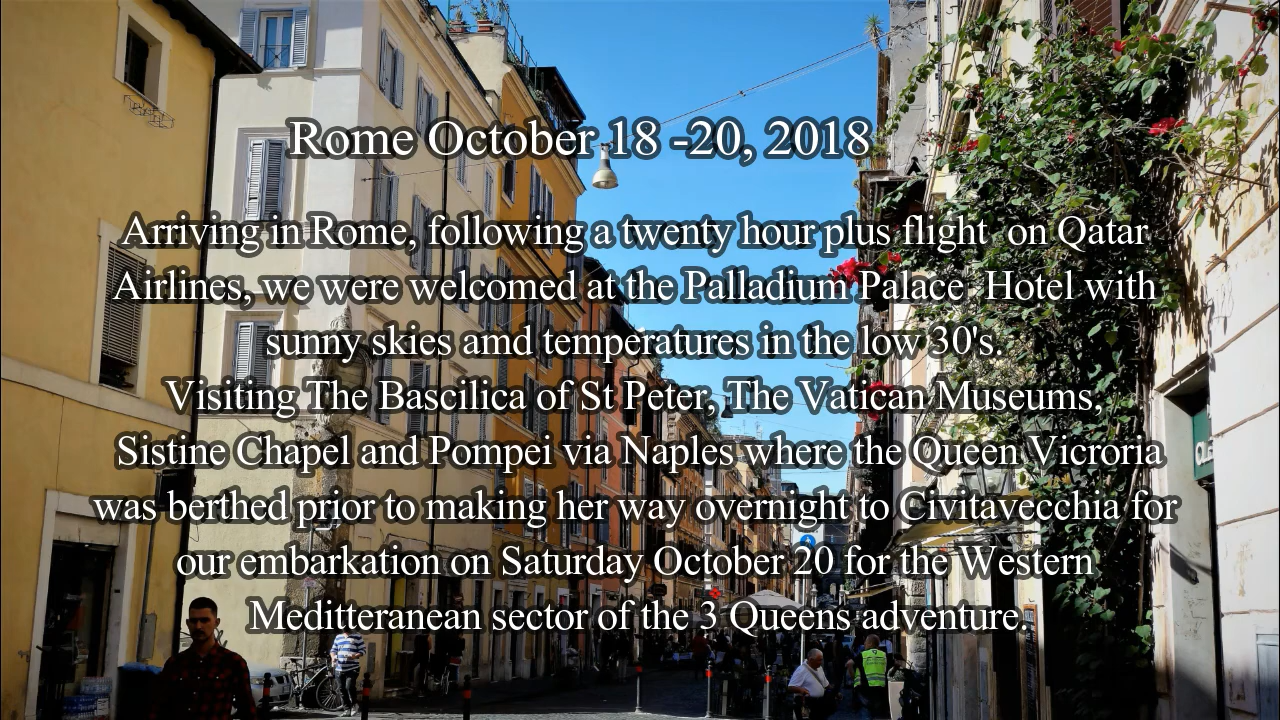 Rome October 18 -20, 2018
Arriving in Rome, following a twenty hour plus flight  on Qatar
Airlines, we were welcomed at the Palladium Palace  Hotel with
sunny skies amd temperatures in the low 30's.
Visiting The Bascilica of St Peter, The Vatican Museums,
Sistine Chapel and Pompei via Naples where the Queen Vicroria
was berthed prior to making her way overnight to Civitavecchia for
our embarkation on Saturday October 20 for the Western
Meditteranean sector of the 3 Queens adventure.